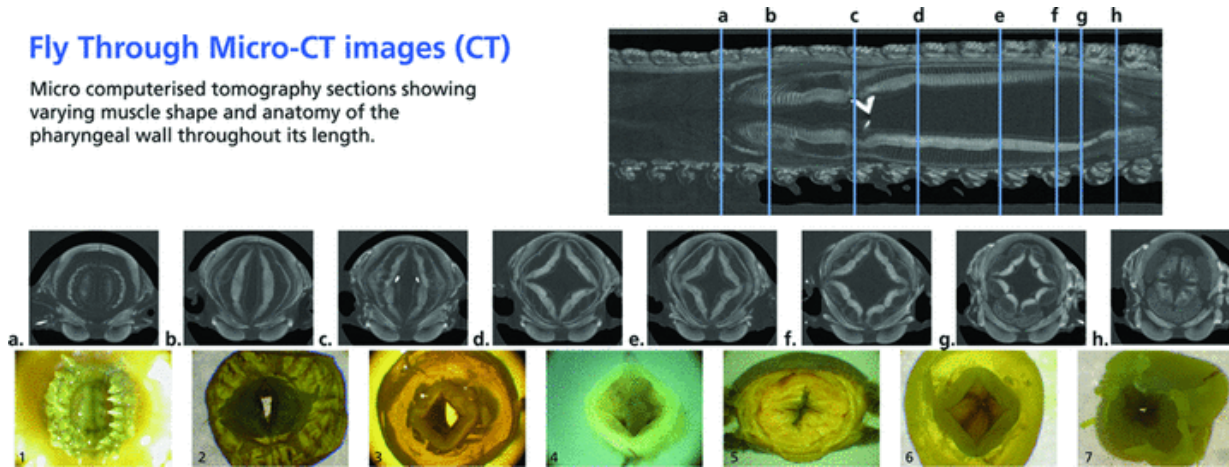 a b c d e f g h
Fly Through Micro-CT images (CT)
Micro computerised tomography sections showing
varying muscle shape and anatomy of the
pharyngeal wall throughout its length.
a. b. c. d. e. f. g. h.
1 2 3 4 5 6 7